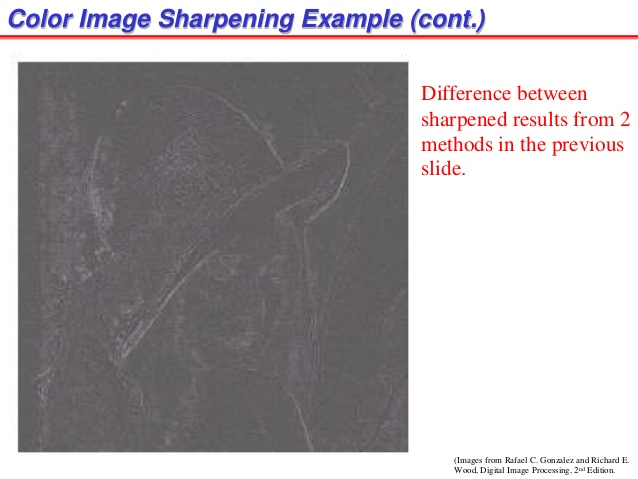 Color Image Sharpening Example (cont.)
Difference between
sharpened results from 2
methods in the previous
slide.
(Images from Rafael C. Gonzalez and Richard E.
Wood, Digital Image Processing, 2nd Edition.